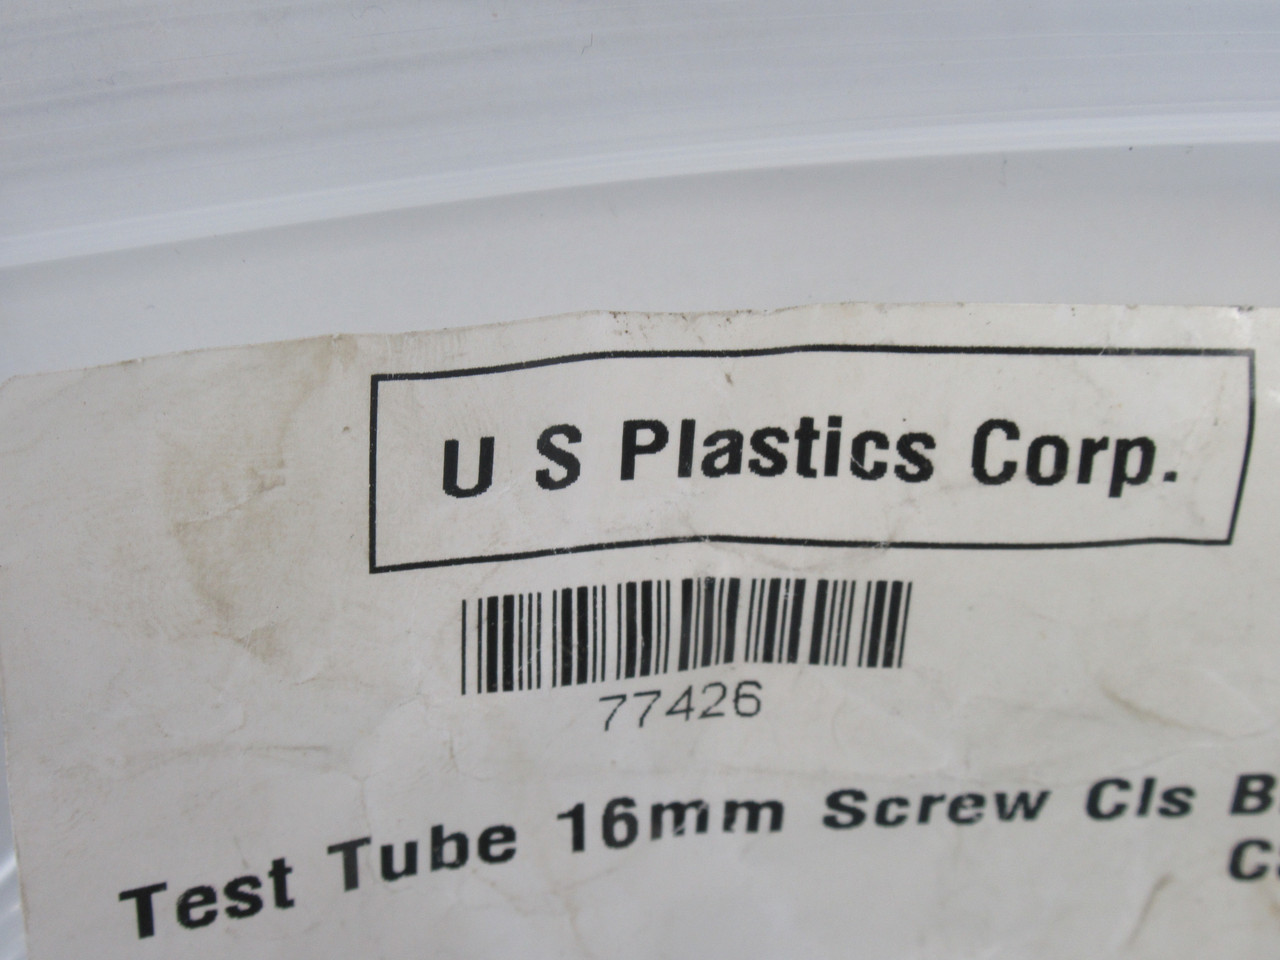 U S Plastics Corp.
77426
Test Tube 16mm Screw Cls